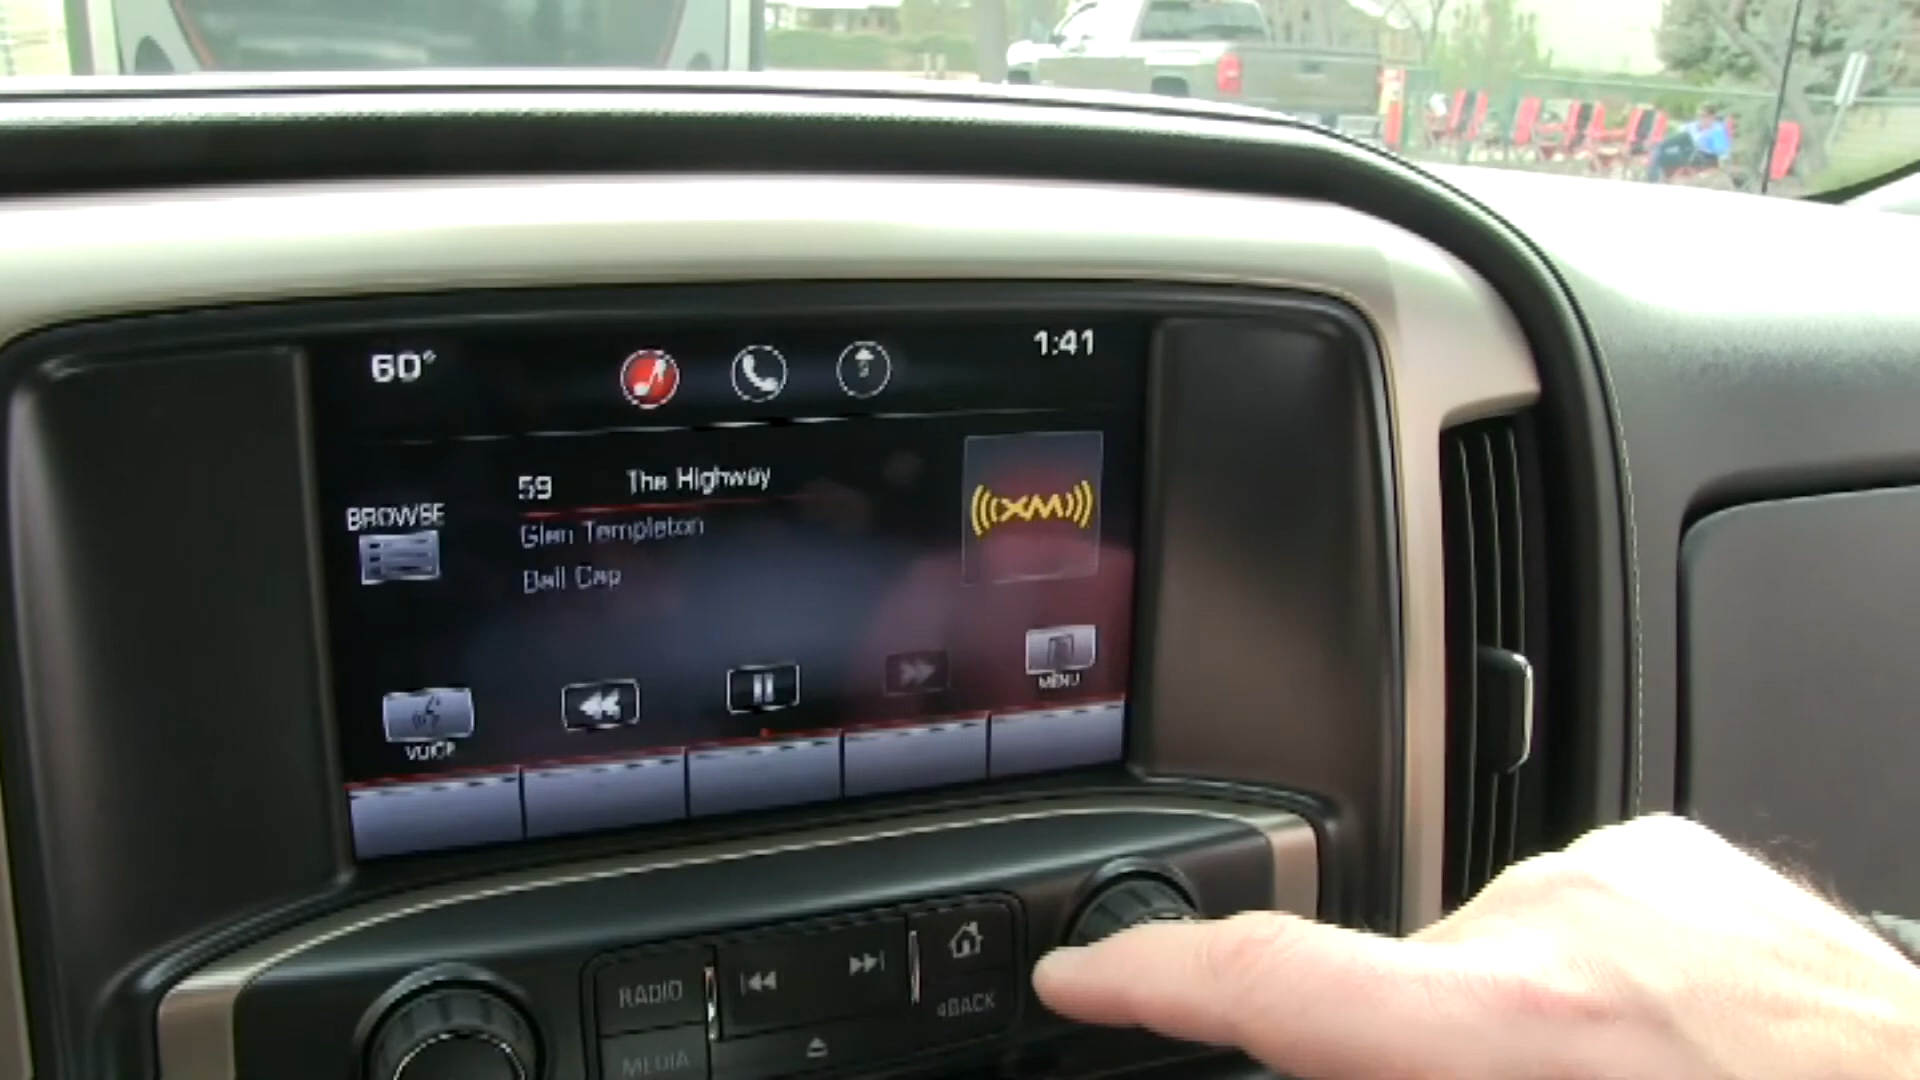 60°
1:41
59 The Highway
BROWSE
Glen Templeton
Ball Cap
((XM))
MENU
VOICE
RADIO
BACK
MEDIA